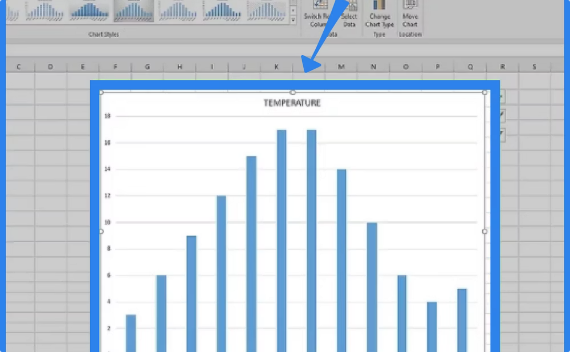 Switch Row Select Change Move
Column Data Chart Type Chart
Chart Styles Data Type Location
C D E F G H I J K M N O P Q R S
TEMPERATURE
18
16
14
12
10
8
6
4
2